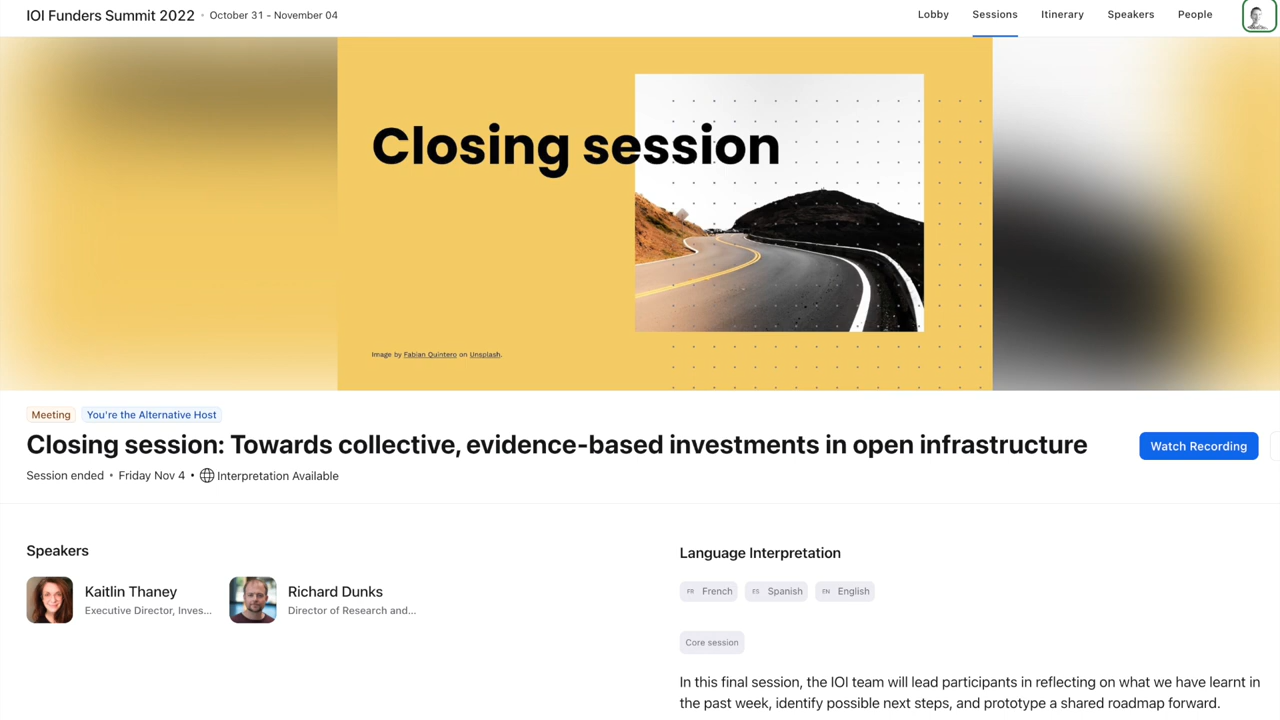 IOI Funders Summit 2022 • October 31 - November 04
Lobby Sessions Itinerary Speakers People
Closing session
Image by Fabian Quintero on Unsplash.
Meeting You're the Alternative Host
Closing session: Towards collective, evidence-based investments in open infrastructure
Watch Recording
Session ended • Friday Nov 4 • Interpretation Available
Speakers
Kaitlin Thaney
Executive Director, Inves...
Richard Dunks
Director of Research and...
Language Interpretation
FR French ES Spanish EN English
Core session
In this final session, the IOI team will lead participants in reflecting on what we have learnt in
the past week, identify possible next steps, and prototype a shared roadmap forward.